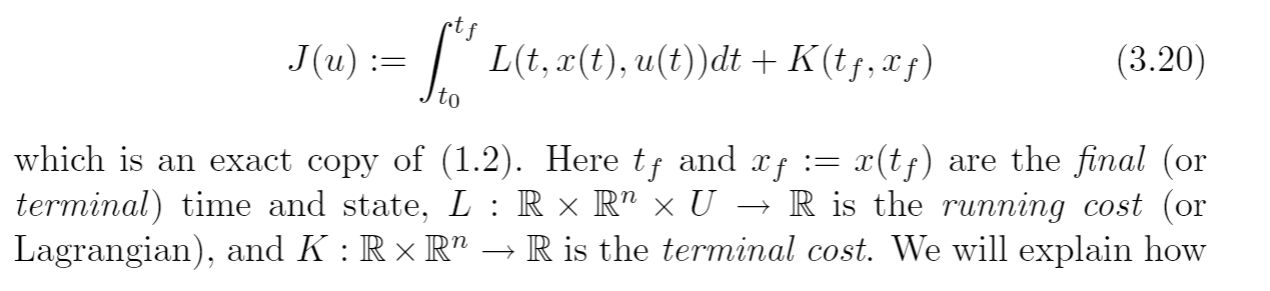 J(u) := ∫_{t_0}^{t_f} L(t, x(t), u(t))dt + K(t_f, x_f) (3.20)
which is an exact copy of (1.2). Here t_f and x_f := x(t_f) are the final (or
terminal) time and state, L : ℝ × ℝⁿ × U → ℝ is the running cost (or
Lagrangian), and K : ℝ × ℝⁿ → ℝ is the terminal cost. We will explain how